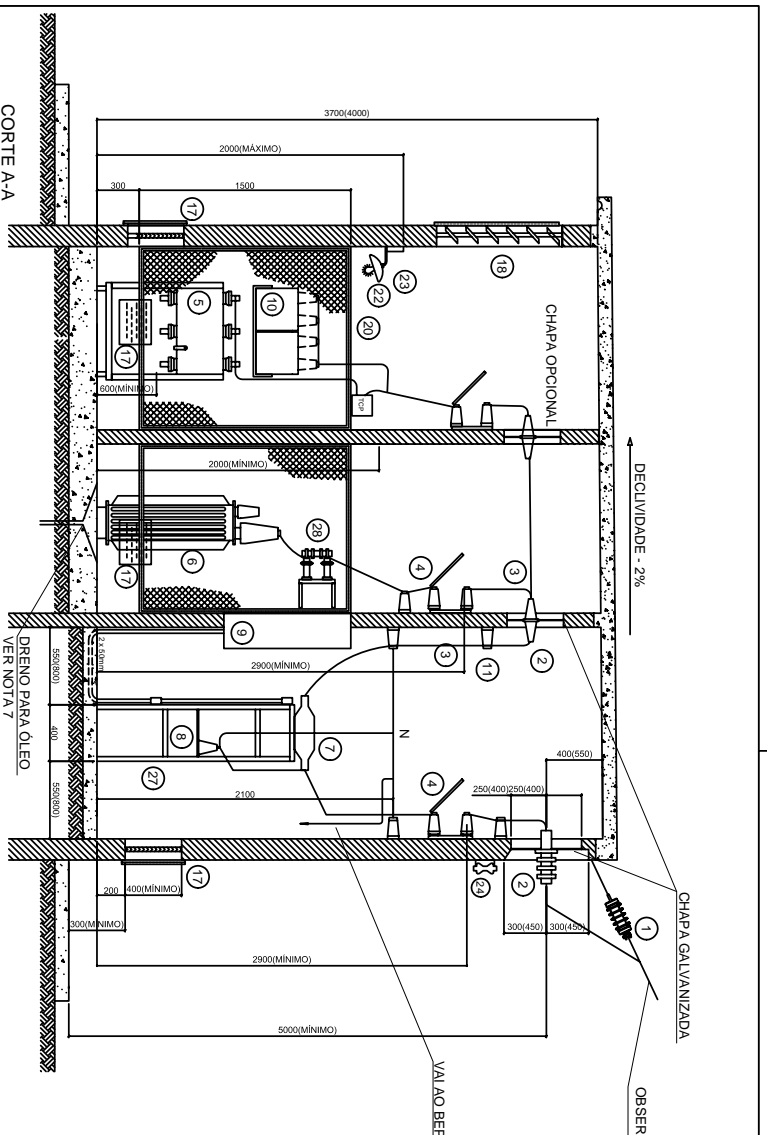 CORTE A-A
3700(4000)
2000(MÁXIMO)
300
1500
17
18
23
22
20
CHAPA OPCIONAL
5
10
17
TCP
600(MÍNIMO)
DECLIVIDADE - 2%
2000(MÍNIMO)
28
6
17
4
3
DRENO PARA ÓLEO
VER NOTA 7
9
2 x 50mm
2900(MÍNIMO)
3
11
2
550(800)
400
550(800)
8
7
27
N
2100
4
400(550)
250(400)
250(400)
CHAPA GALVANIZADA
200
400(MÍNIMO)
300(MÍNIMO)
17
24
2
1
300(450)
300(450)
2900(MÍNIMO)
5000(MÍNIMO)